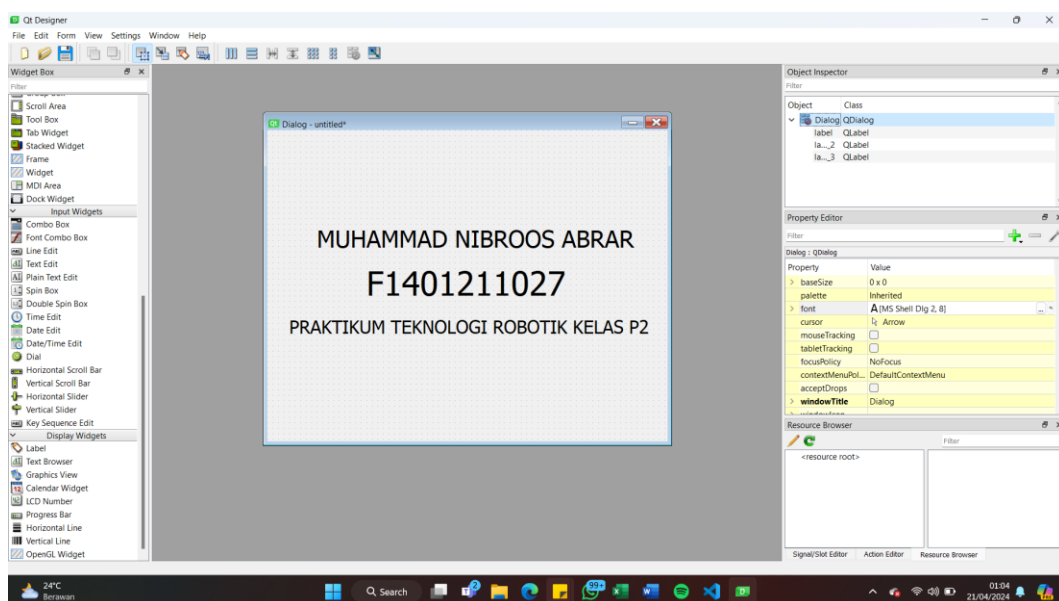 Qt Designer
File Edit Form View Settings Window Help
Widget Box
Filter
Scroll Area
Tool Box
Tab Widget
Stacked Widget
Frame
Widget
MDI Area
Dock Widget
Input Widgets
Combo Box
Font Combo Box
Line Edit
Text Edit
Plain Text Edit
Spin Box
Double Spin Box
Time Edit
Date Edit
Date/Time Edit
Dial
Horizontal Scroll Bar
Vertical Scroll Bar
Horizontal Slider
Vertical Slider
Key Sequence Edit
Display Widgets
Label
Text Browser
Graphics View
Calendar Widget
LCD Number
Progress Bar
Horizontal Line
Vertical Line
OpenGL Widget
Dialog - untitled*
MUHAMMAD NIBROOS ABRAR
F1401211027
PRAKTIKUM TEKNOLOGI ROBOTIK KELAS P2
Object Inspector
Filter
Object Class
Dialog QDialog
label QLabel
la..._2 QLabel
la..._3 QLabel
Property Editor
Filter
Dialog : QDialog
Property Value
baseSize 0 x 0
palette Inherited
font A [MS Shell Dlg 2, 8]
cursor Arrow
mouseTracking
tabletTracking
focusPolicy NoFocus
contextMenuPol... DefaultContextMenu
acceptDrops
windowTitle Dialog
Resource Browser
Filter
<resource root>
Signal/Slot Editor Action Editor Resource Browser
24°C
Berawan
Search
2
99+
01:04
21/04/2024